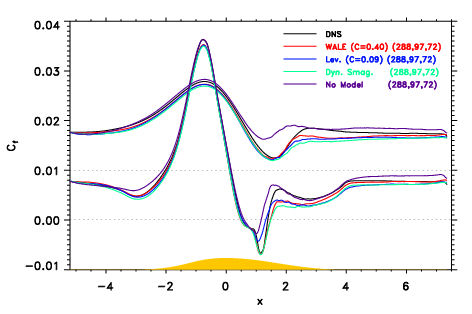 0.04
0.03
0.02
0.01
0.00
−0.01
C_f
−4
−2
0
2
4
6
x
DNS
WALE (C=0.40) (288,97,72)
Lev. (C=0.09) (288,97,72)
Dyn. Smag. (288,97,72)
No Model (288,97,72)